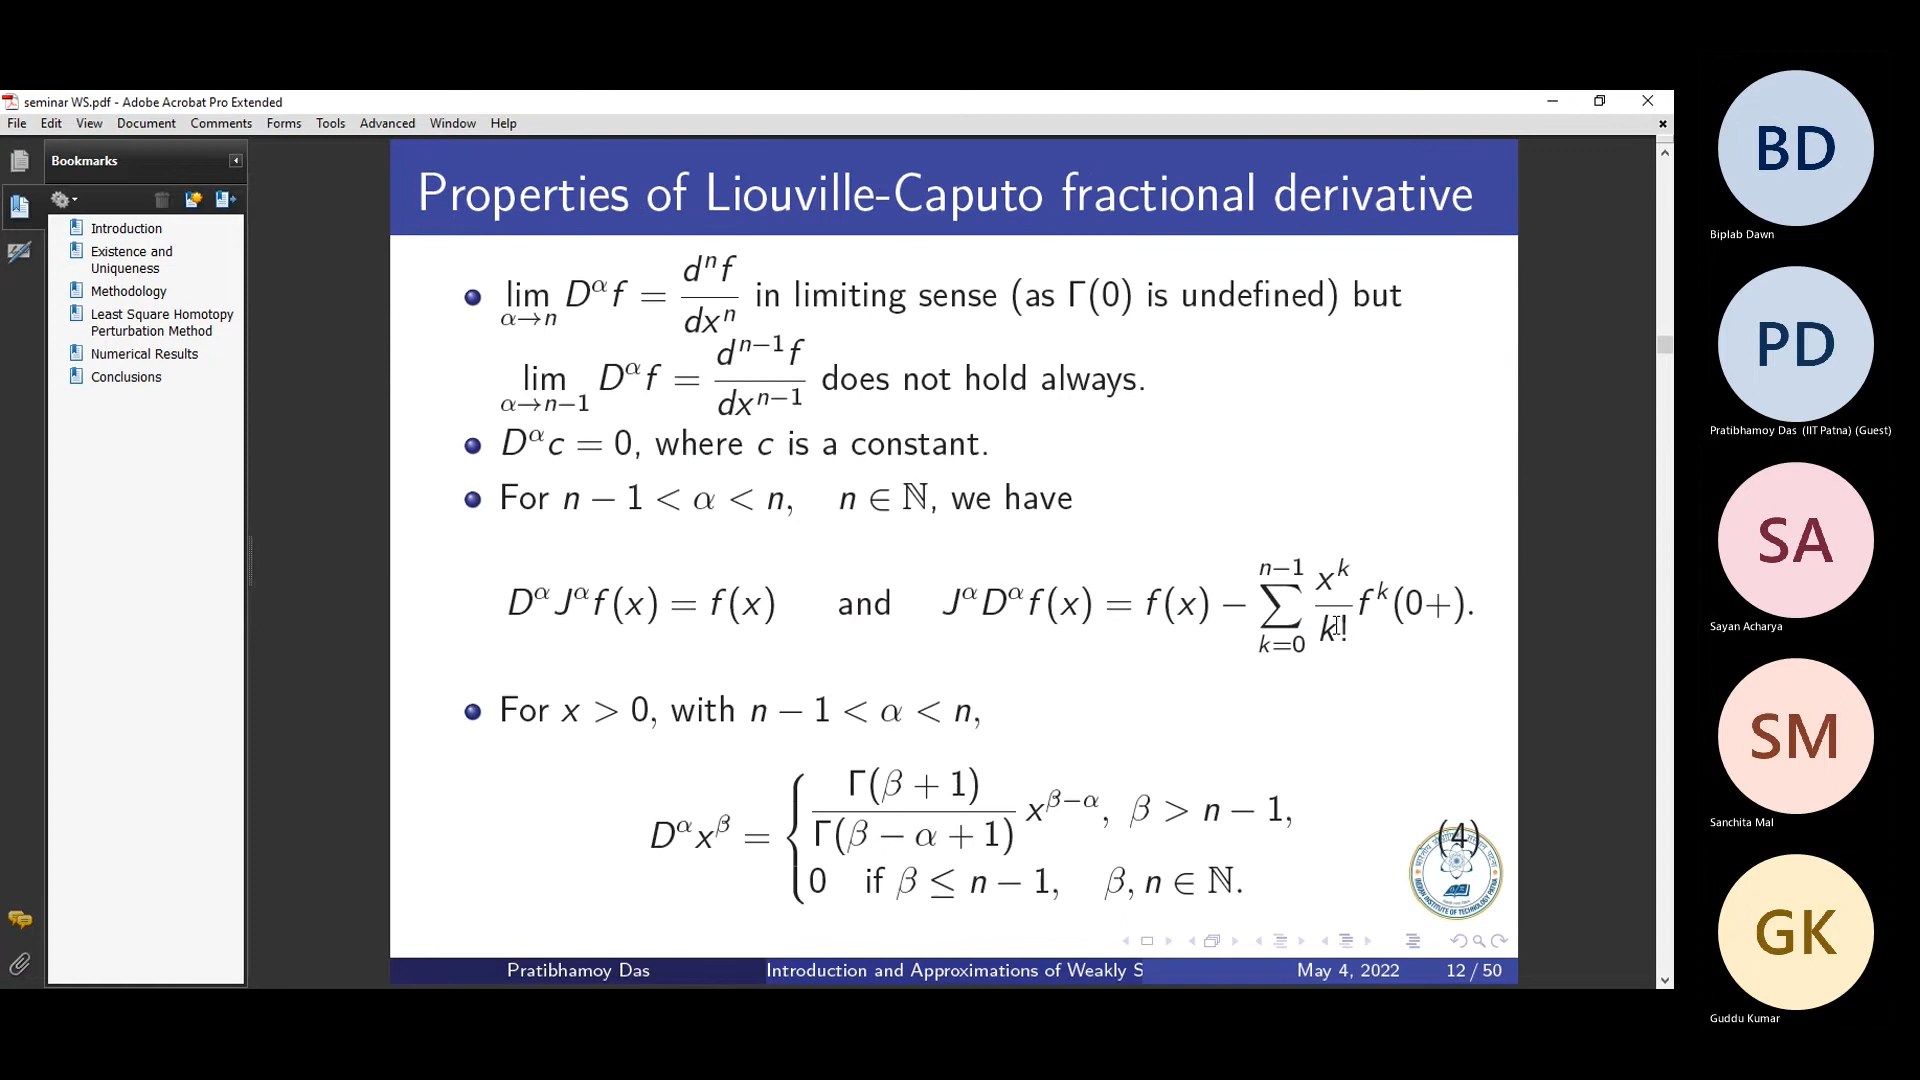 seminar WS.pdf - Adobe Acrobat Pro Extended
File Edit View Document Comments Forms Tools Advanced Window Help
Bookmarks
Introduction
Existence and
Uniqueness
Methodology
Least Square Homotopy
Perturbation Method
Numerical Results
Conclusions
Properties of Liouville-Caputo fractional derivative
lim_{α→n} D^α f = d^n f / dx^n in limiting sense (as Γ(0) is undefined) but
lim_{α→n−1} D^α f = d^{n−1} f / dx^{n−1} does not hold always.
D^α c = 0, where c is a constant.
For n − 1 < α < n, n ∈ ℕ, we have
D^α J^α f(x) = f(x) and J^α D^α f(x) = f(x) − ∑_{k=0}^{n−1} x^k / k! f^k(0+).
For x > 0, with n − 1 < α < n,
D^α x^β = { Γ(β + 1) / Γ(β − α + 1) x^{β−α}, β > n − 1,
0 if β ≤ n − 1, β, n ∈ ℕ.
(4)
Pratibhamoy Das Introduction and Approximations of Weakly S May 4, 2022 12 / 50
BD
Biplab Dawn
PD
Pratibhamoy Das (IIT Patna) (Guest)
SA
Sayan Acharya
SM
Sanchita Mal
GK
Guddu Kumar